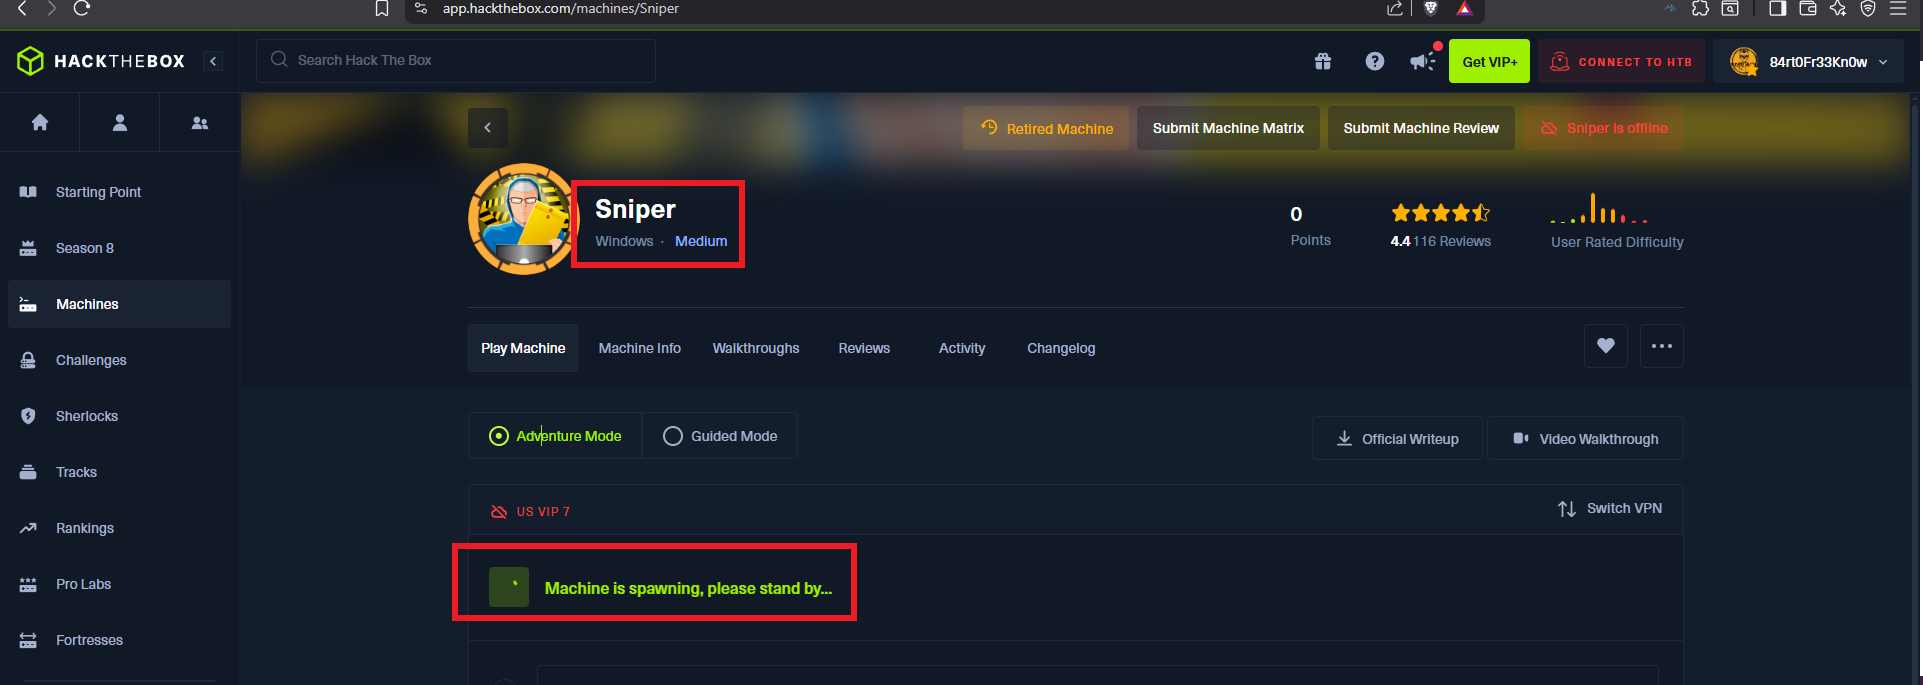 app.hackthebox.com/machines/Sniper
HACKTHEBOX
Search Hack The Box
Get VIP+
CONNECT TO HTB
84rt0Fr33Kn0w
Retired Machine
Submit Machine Matrix
Submit Machine Review
Sniper is offline
Starting Point
Season 8
Machines
Challenges
Sherlocks
Tracks
Rankings
Pro Labs
Fortresses
Sniper
Windows · Medium
0
Points
4.4 116 Reviews
User Rated Difficulty
Play Machine
Machine Info
Walkthroughs
Reviews
Activity
Changelog
Adventure Mode
Guided Mode
Official Writeup
Video Walkthrough
US VIP 7
Switch VPN
Machine is spawning, please stand by...